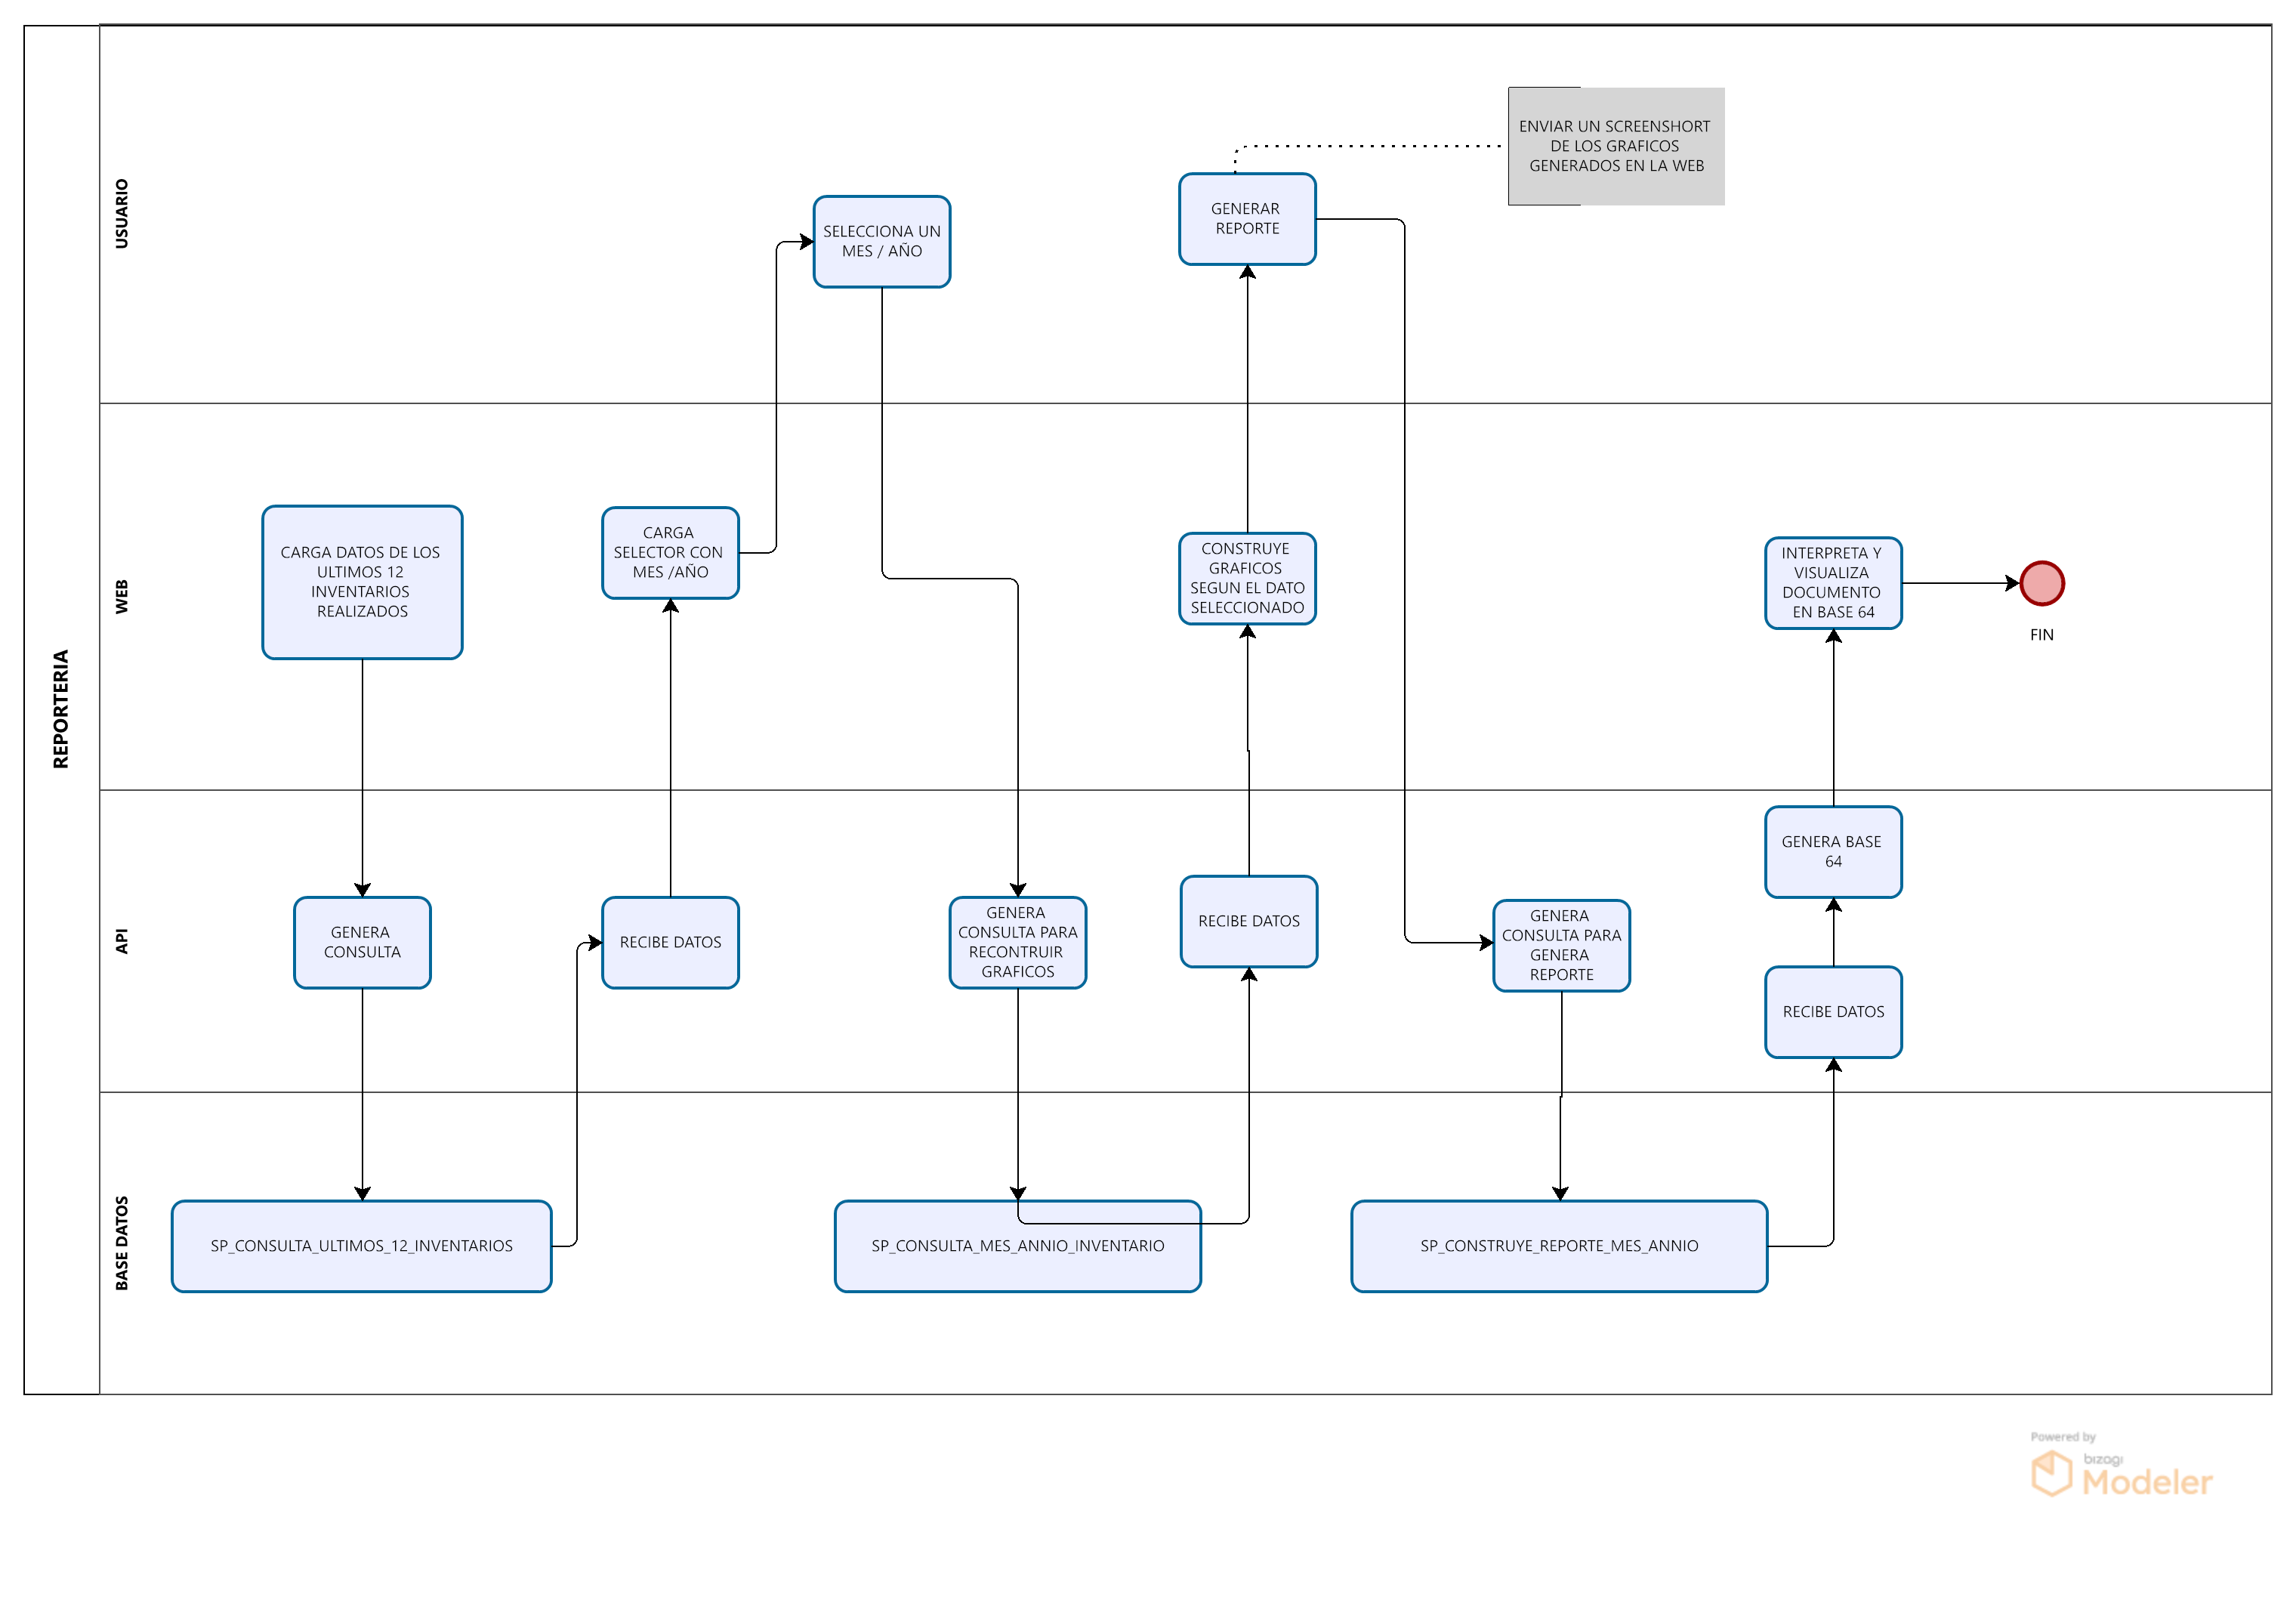 REPORTERIA
USUARIO
SELECCIONA UN
MES / AÑO
GENERAR
REPORTE
ENVIAR UN SCREENSHORT
DE LOS GRAFICOS
GENERADOS EN LA WEB
WEB
CARGA DATOS DE LOS
ULTIMOS 12
INVENTARIOS
REALIZADOS
CARGA
SELECTOR CON
MES /AÑO
CONSTRUYE
GRAFICOS
SEGUN EL DATO
SELECCIONADO
INTERPRETA Y
VISUALIZA
DOCUMENTO
EN BASE 64
FIN
API
GENERA
CONSULTA
RECIBE DATOS
GENERA
CONSULTA PARA
RECONTRUIR
GRAFICOS
RECIBE DATOS
GENERA
CONSULTA PARA
GENERA
REPORTE
GENERA BASE
64
RECIBE DATOS
BASE DATOS
SP_CONSULTA_ULTIMOS_12_INVENTARIOS
SP_CONSULTA_MES_ANNIO_INVENTARIO
SP_CONSTRUYE_REPORTE_MES_ANNIO
Powered by
bizagi
Modeler